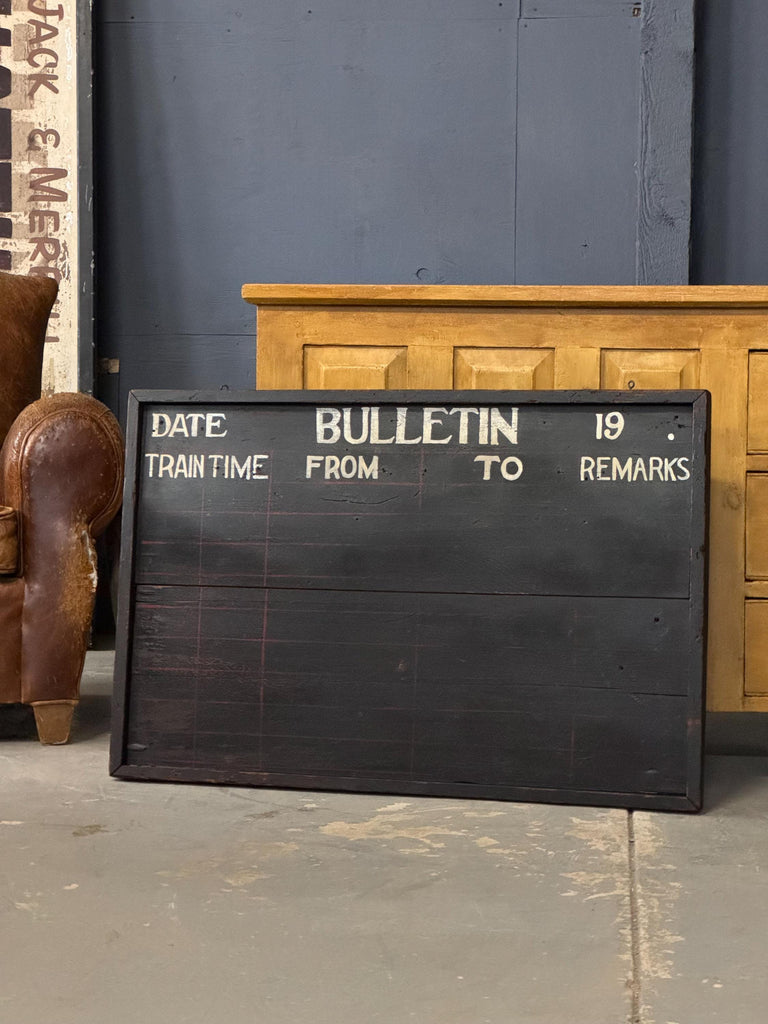 JACK & MER
DATE BULLETIN 19 .
TRAIN TIME FROM TO REMARKS